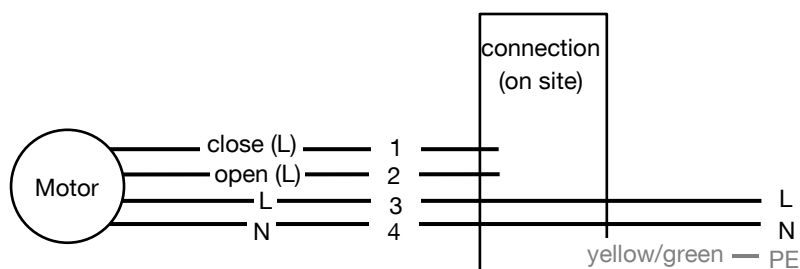 connection
(on site)
close (L) 1
Motor open (L) 2
L 3 L
N 4 N
yellow/green PE